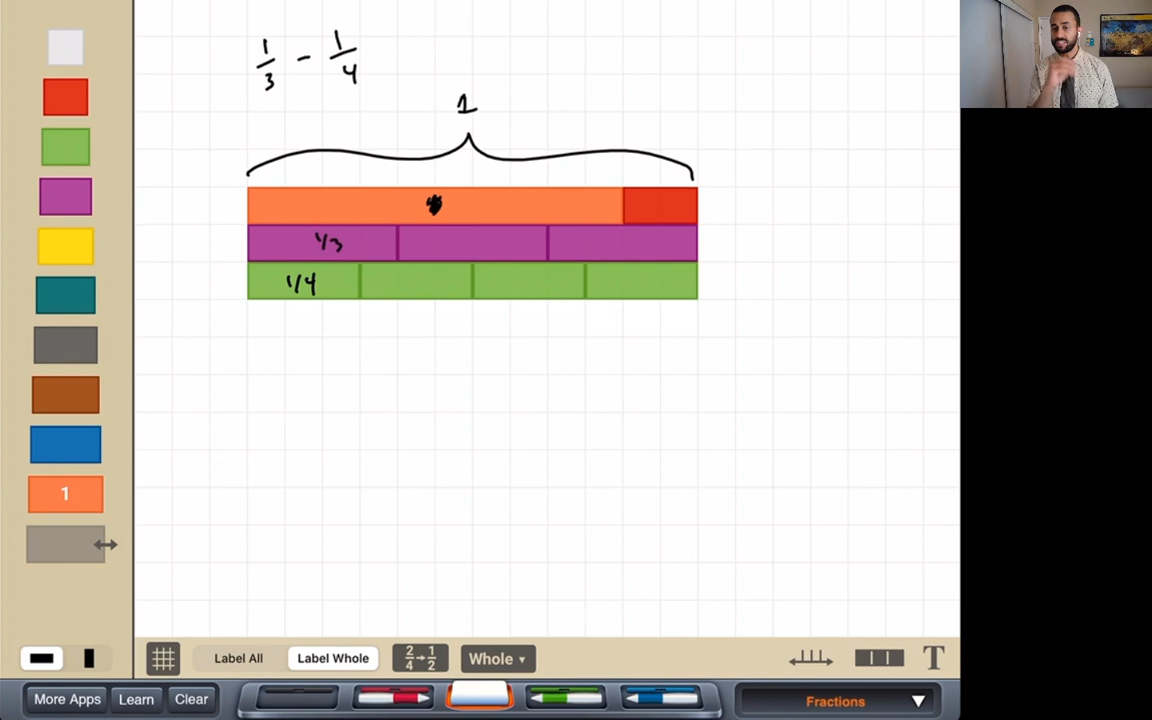 1/3 - 1/4
1
1/3
1/4
1
Label All
Label Whole
2/4→1/2
Whole ▼
More Apps
Learn
Clear
Fractions ▼
T